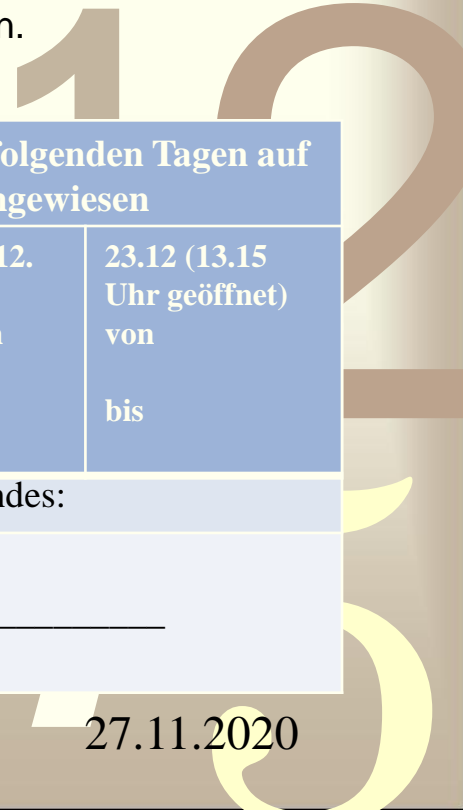 n.
folgenden Tagen auf
ngewiesen
12.
23.12 (13.15
Uhr geöffnet)
von
bis
ndes:
27.11.2020